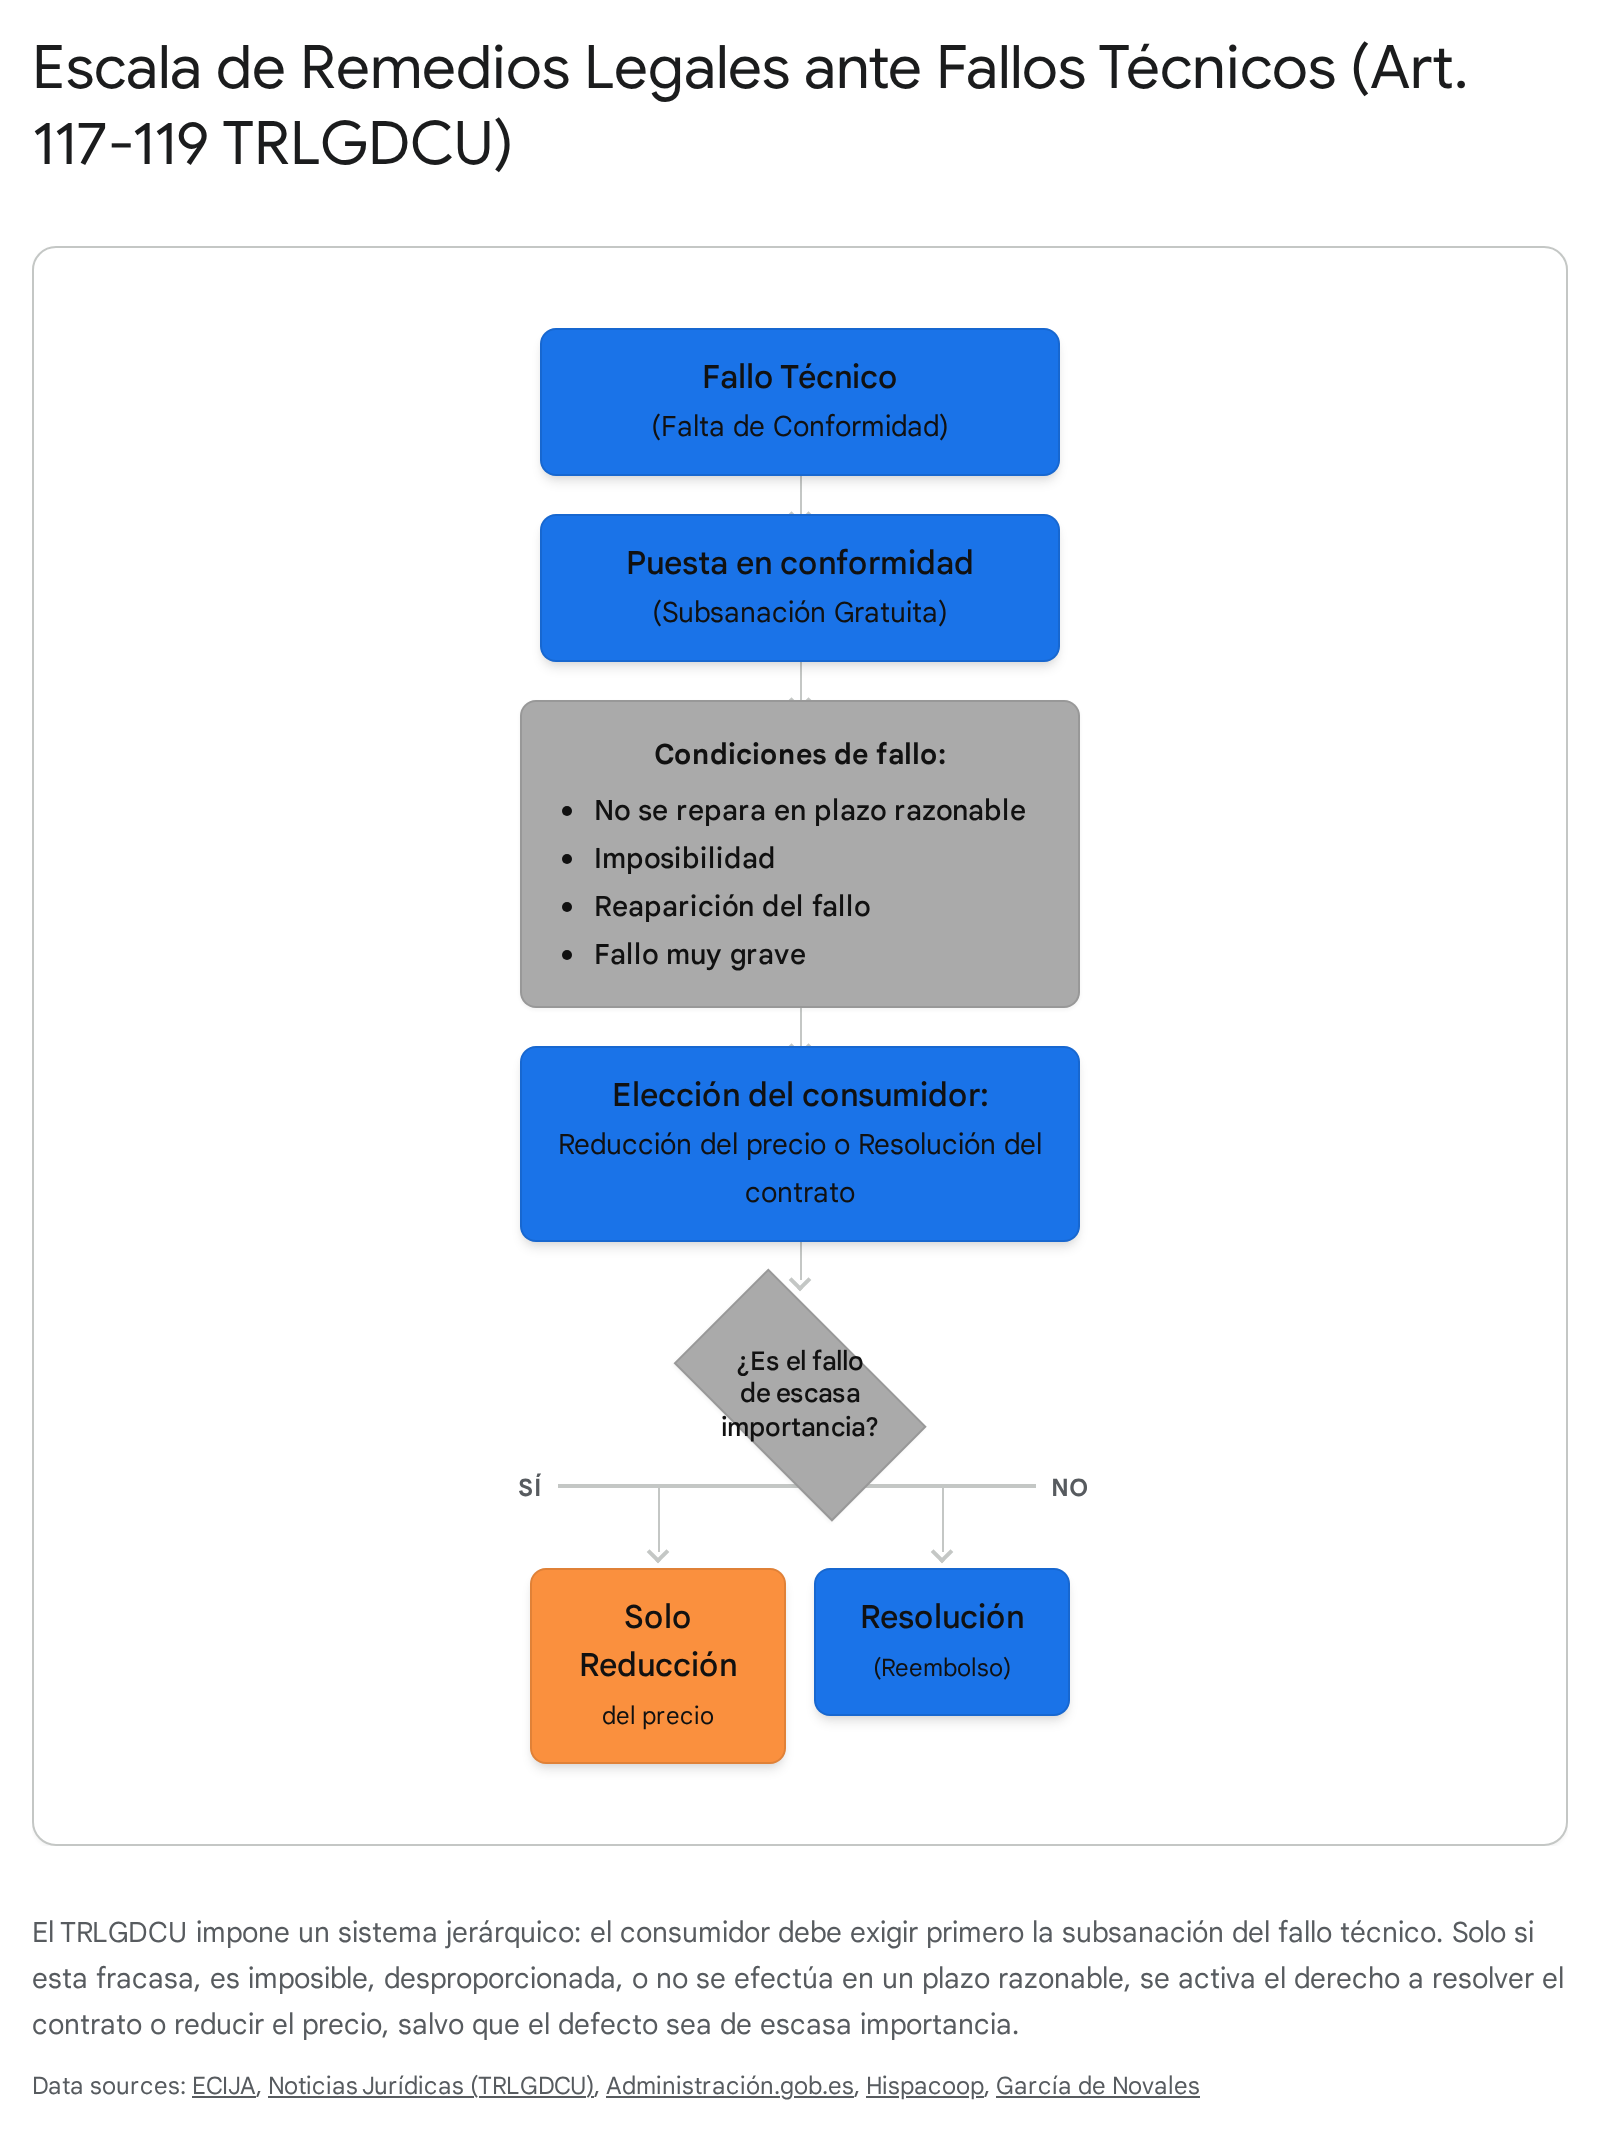 Escala de Remedios Legales ante Fallos Técnicos (Art.
117-119 TRLGDCU)
Fallo Técnico
(Falta de Conformidad)
Puesta en conformidad
(Subsanación Gratuita)
Condiciones de fallo:
• No se repara en plazo razonable
• Imposibilidad
• Reaparición del fallo
• Fallo muy grave
Elección del consumidor:
Reducción del precio o Resolución del
contrato
¿Es el fallo
de escasa
importancia?
SÍ
NO
Solo
Reducción
del precio
Resolución
(Reembolso)
El TRLGDCU impone un sistema jerárquico: el consumidor debe exigir primero la subsanación del fallo técnico. Solo si
esta fracasa, es imposible, desproporcionada, o no se efectúa en un plazo razonable, se activa el derecho a resolver el
contrato o reducir el precio, salvo que el defecto sea de escasa importancia.
Data sources: ECIJA, Noticias Jurídicas (TRLGDCU), Administración.gob.es, Hispacoop, García de Novales